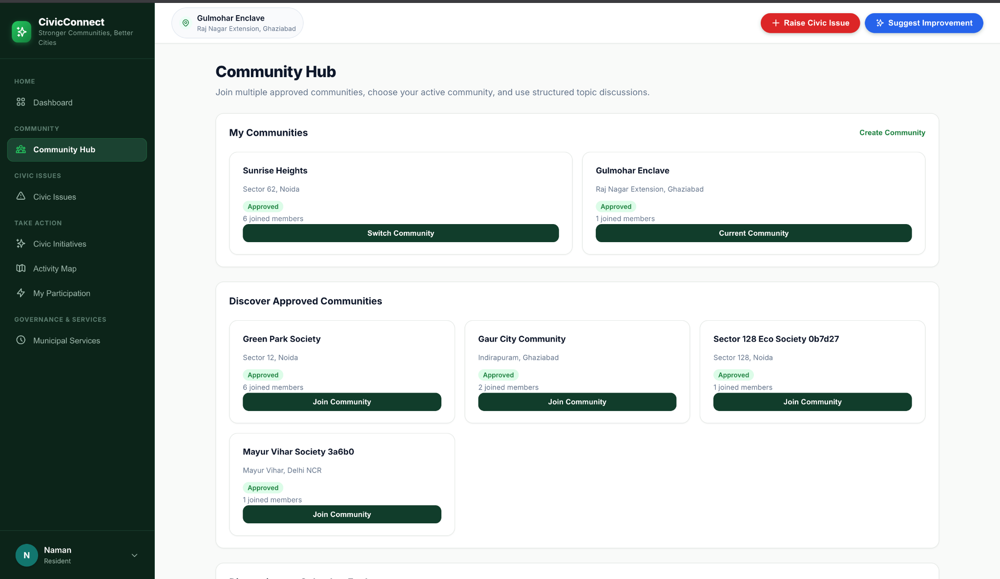 CivicConnect
Stronger Communities, Better
Cities
HOME
Dashboard
COMMUNITY
Community Hub
CIVIC ISSUES
Civic Issues
TAKE ACTION
Civic Initiatives
Activity Map
My Participation
GOVERNANCE & SERVICES
Municipal Services
N
Naman
Resident
Gulmohar Enclave
Raj Nagar Extension, Ghaziabad
Raise Civic Issue
Suggest Improvement
Community Hub
Join multiple approved communities, choose your active community, and use structured topic discussions.
My Communities
Create Community
Sunrise Heights
Sector 62, Noida
Approved
6 joined members
Switch Community
Gulmohar Enclave
Raj Nagar Extension, Ghaziabad
Approved
1 joined members
Current Community
Discover Approved Communities
Green Park Society
Sector 12, Noida
Approved
6 joined members
Join Community
Gaur City Community
Indirapuram, Ghaziabad
Approved
2 joined members
Join Community
Sector 128 Eco Society 0b7d27
Sector 128, Noida
Approved
1 joined members
Join Community
Mayur Vihar Society 3a6b0
Mayur Vihar, Delhi NCR
Approved
1 joined members
Join Community